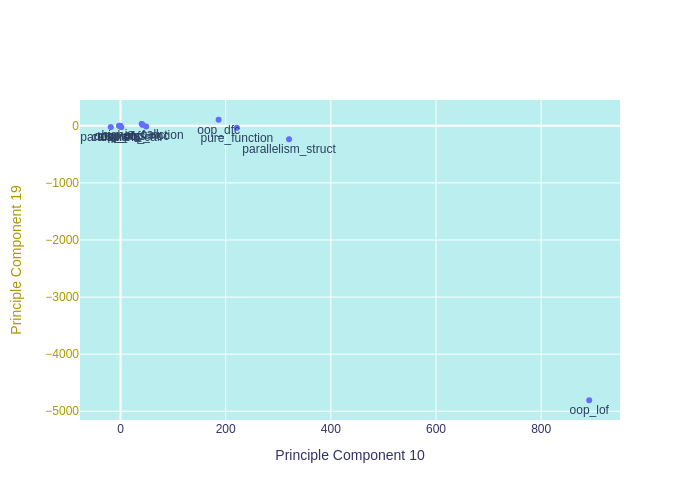 0
−1000
−2000
−3000
−4000
−5000
Principle Component 19
oop_dfc
pure_function
parallelism_struct
oop_lof
0
200
400
600
800
Principle Component 10